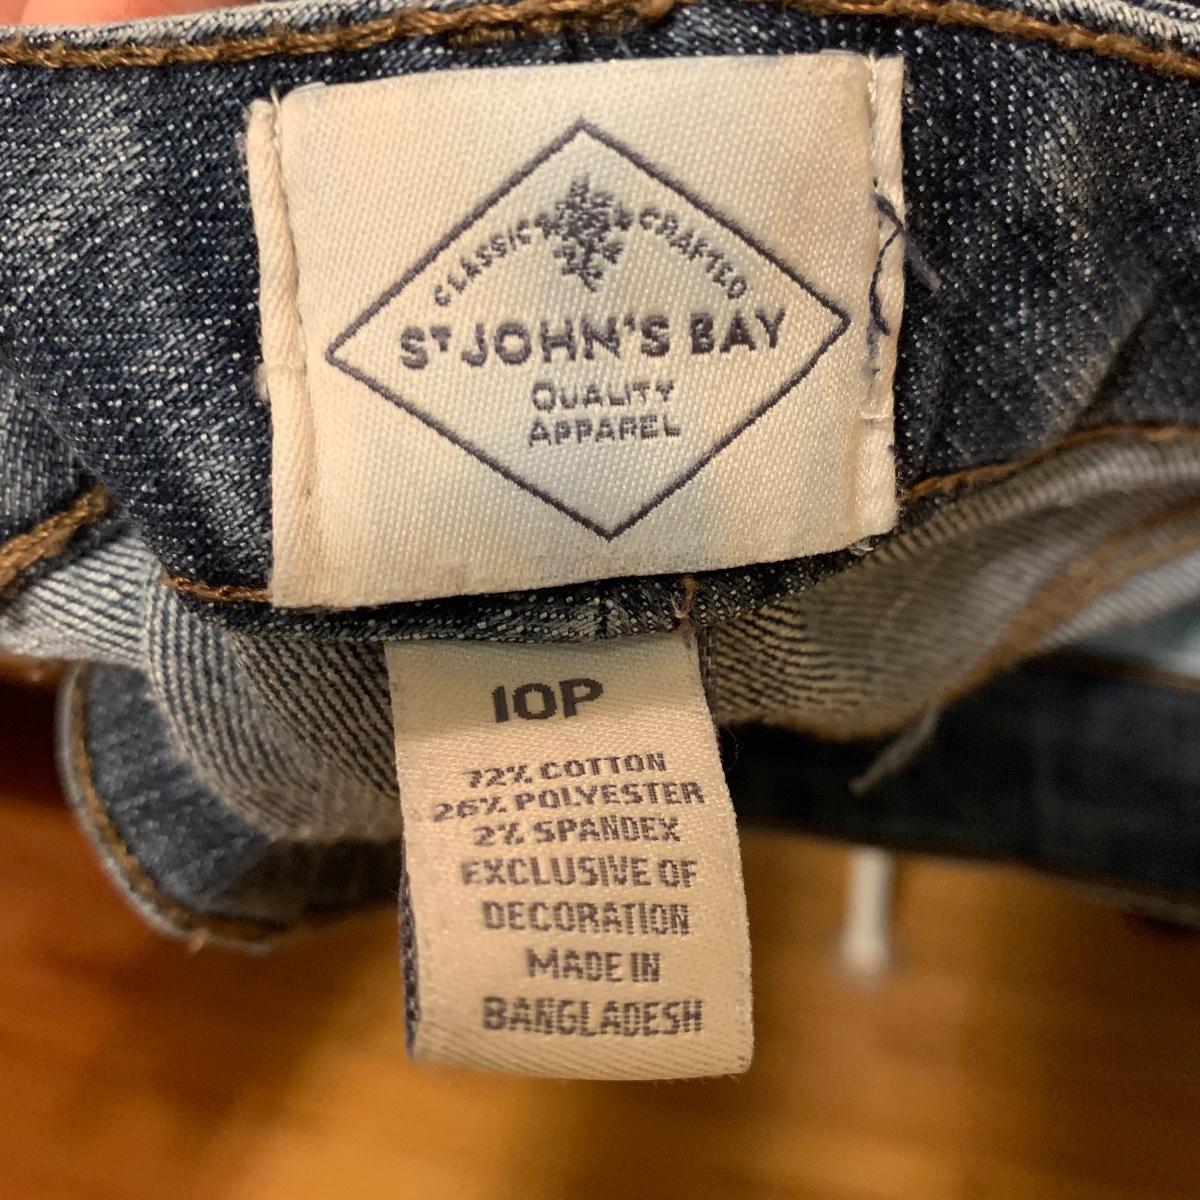 CLASSIC CRAFTED
ST JOHN'S BAY
QUALITY
APPAREL
10P
72% COTTON
26% POLYESTER
2% SPANDEX
EXCLUSIVE OF
DECORATION
MADE IN
BANGLADESH